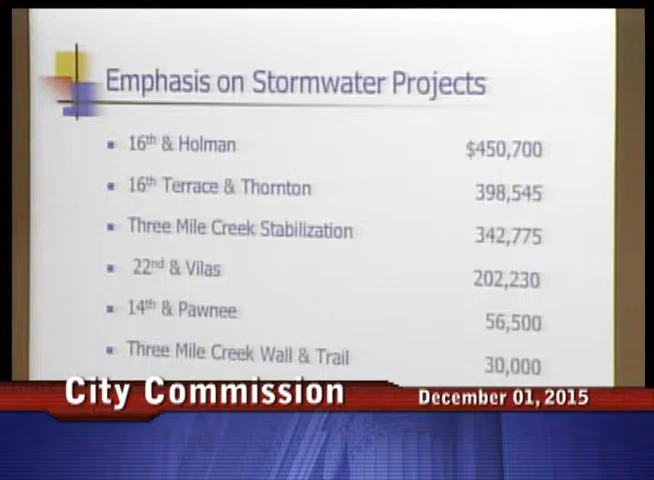 Emphasis on Stormwater Projects
16th & Holman $450,700
16th Terrace & Thornton 398,545
Three Mile Creek Stabilization 342,775
22nd & Vilas 202,230
14th & Pawnee 56,500
Three Mile Creek Wall & Trail 30,000
City Commission December 01, 2015